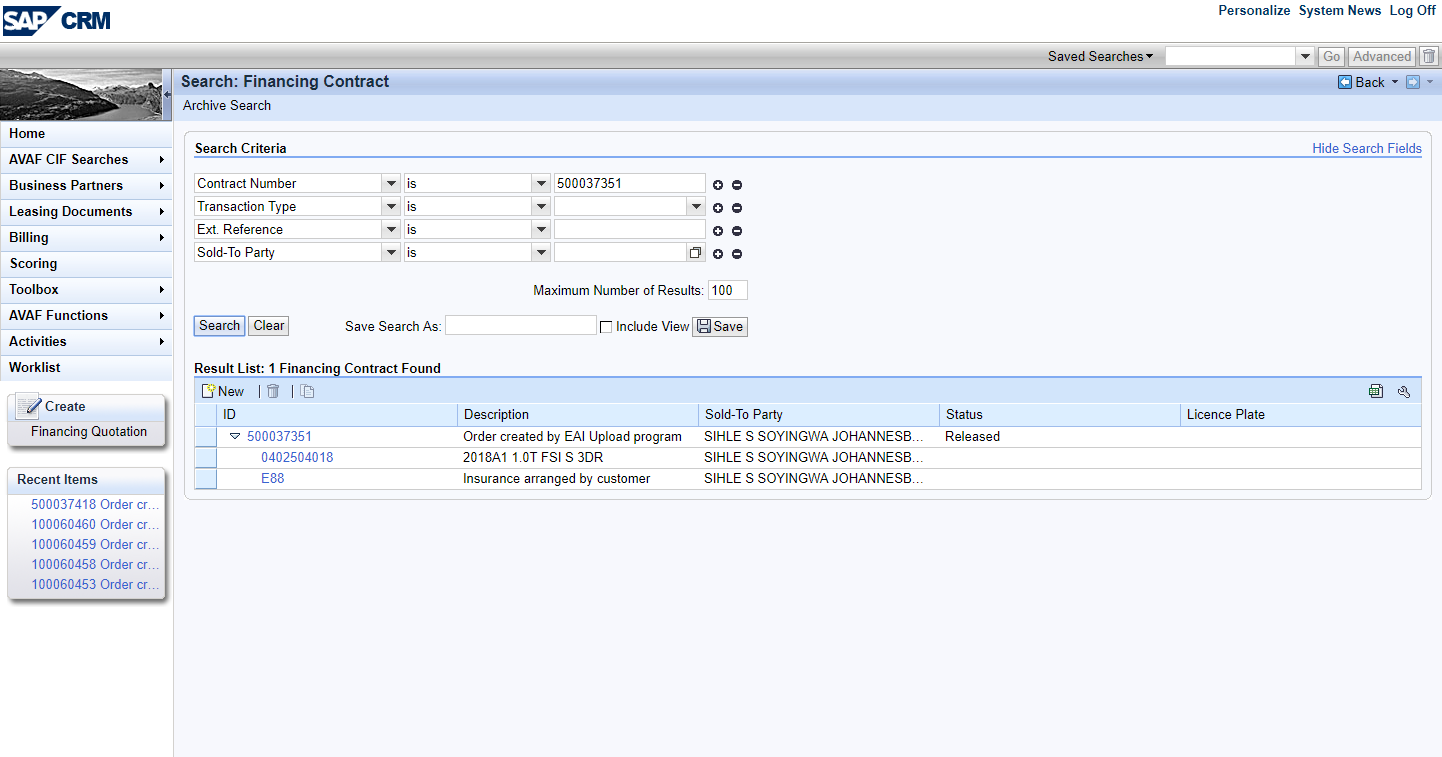 SAP CRM
Personalize System News Log Off
Saved Searches Go Advanced
Search: Financing Contract
Back
Archive Search
Home
AVAF CIF Searches
Business Partners
Leasing Documents
Billing
Scoring
Toolbox
AVAF Functions
Activities
Worklist
Create
Financing Quotation
Recent Items
500037418 Order cr...
100060460 Order cr...
100060459 Order cr...
100060458 Order cr...
100060453 Order cr...
Search Criteria
Hide Search Fields
Contract Number is 500037351
Transaction Type is
Ext. Reference is
Sold-To Party is
Maximum Number of Results: 100
Search Clear Save Search As: Include View Save
Result List: 1 Financing Contract Found
New
ID Description Sold-To Party Status Licence Plate
500037351 Order created by EAI Upload program SIHLE S SOYINGWA JOHANNESB... Released
0402504018 2018A1 1.0T FSI S 3DR SIHLE S SOYINGWA JOHANNESB...
E88 Insurance arranged by customer SIHLE S SOYINGWA JOHANNESB...